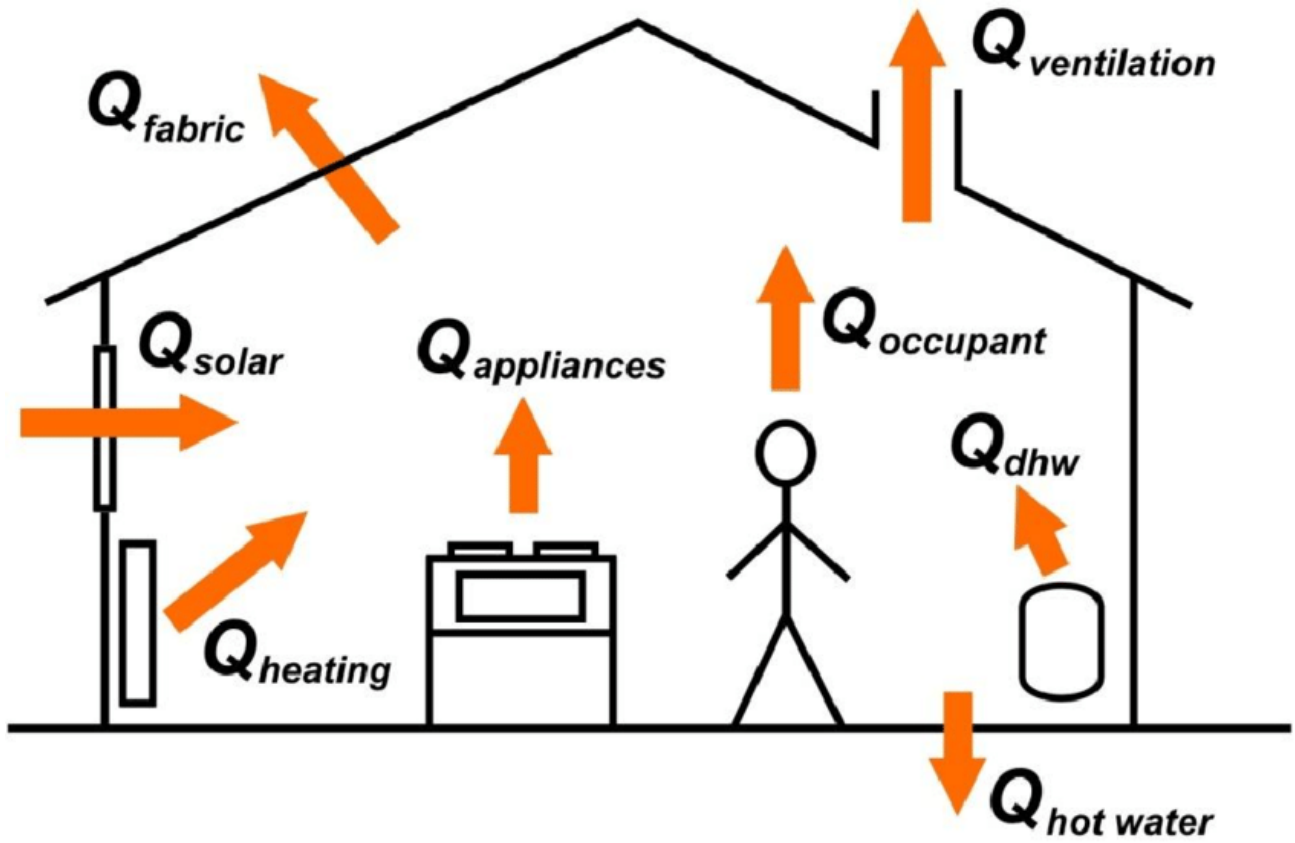 Q ventilation
Q fabric
Q solar
Q appliances
Q occupant
Q dhw
Q heating
Q hot water